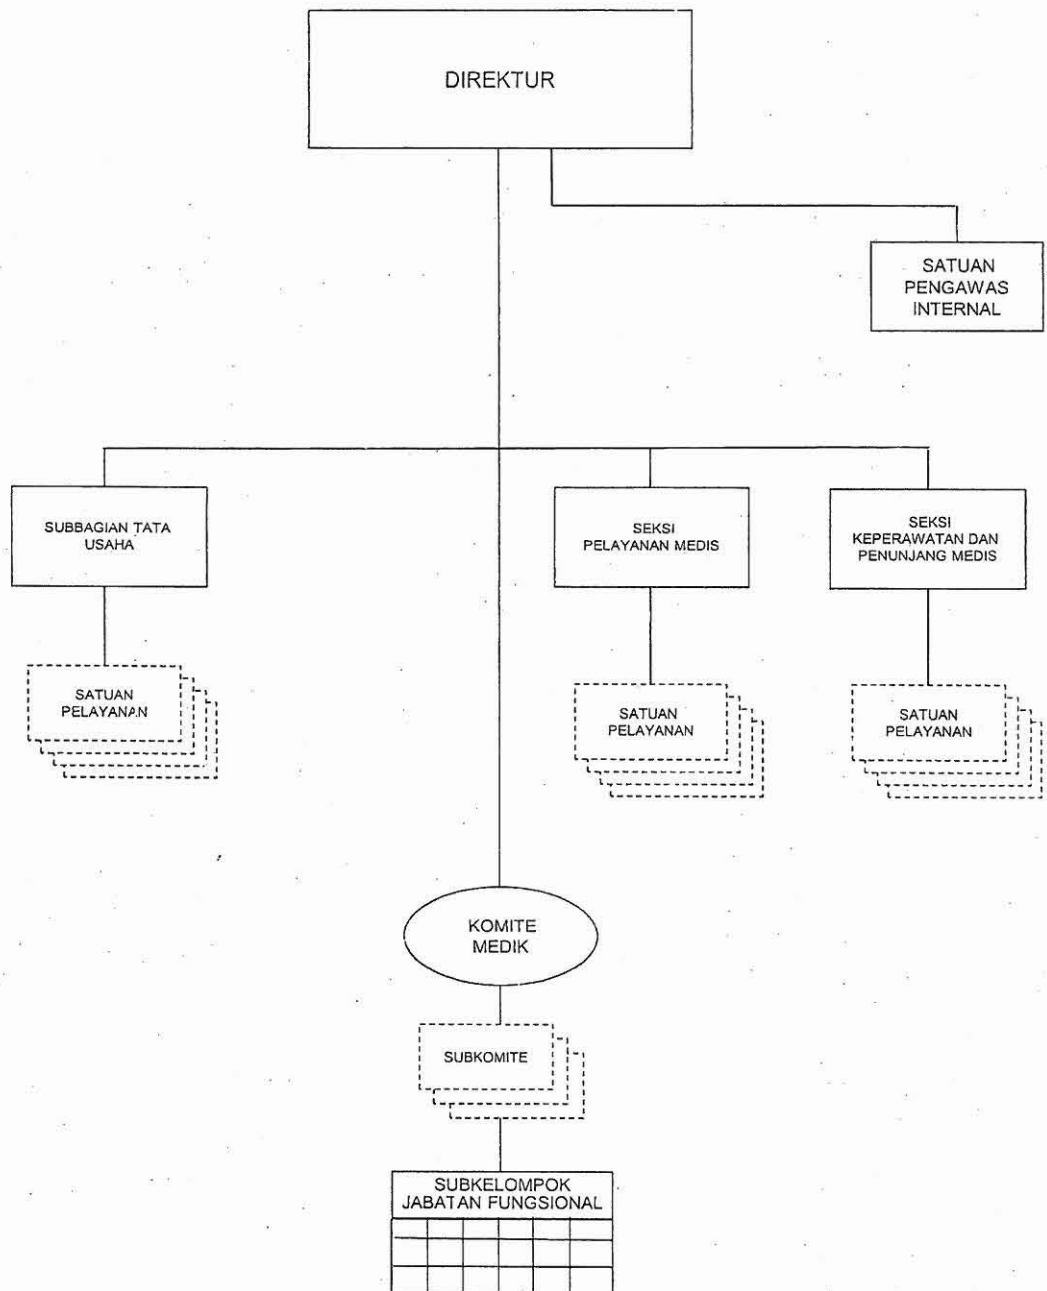 DIREKTUR
SATUAN
PENGAWAS
INTERNAL
SUBBAGIAN TATA
USAHA
SEKSI
PELAYANAN MEDIS
SEKSI
KEPERAWATAN DAN
PENUNJANG MEDIS
SATUAN
PELAYANAN
SATUAN
PELAYANAN
SATUAN
PELAYANAN
KOMITE
MEDIK
SUBKOMITE
SUBKELOMPOK
JABATAN FUNGSIONAL